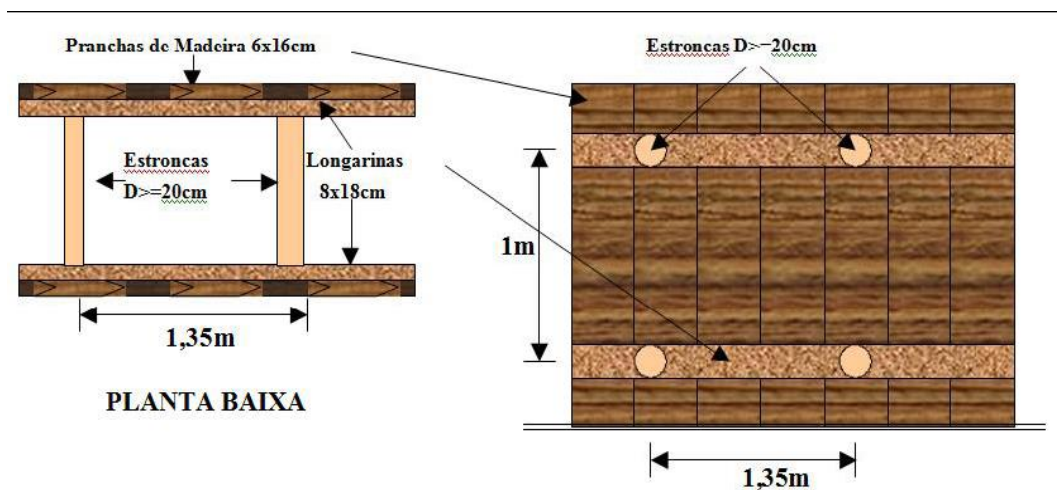 Pranchas de Madeira 6x16cm
Estroncas
D>=20cm
Longarinas
8x18cm
1,35m
PLANTA BAIXA
Estroncas D>=20cm
1m
1,35m